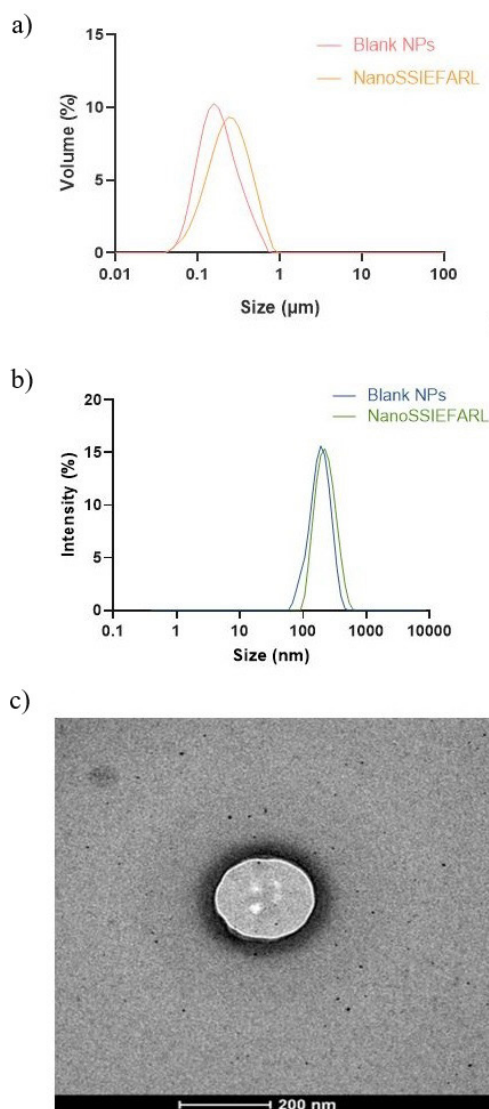 a)
Blank NPs
NanoSSIEFARL
15
10
5
0
Volume (%)
0.01 0.1 1 10 100
Size (µm)
b)
Blank NPs
NanoSSIEFARL
20
15
10
5
0
Intensity (%)
0.1 1 10 100 1000 10000
Size (nm)
c)
200 nm